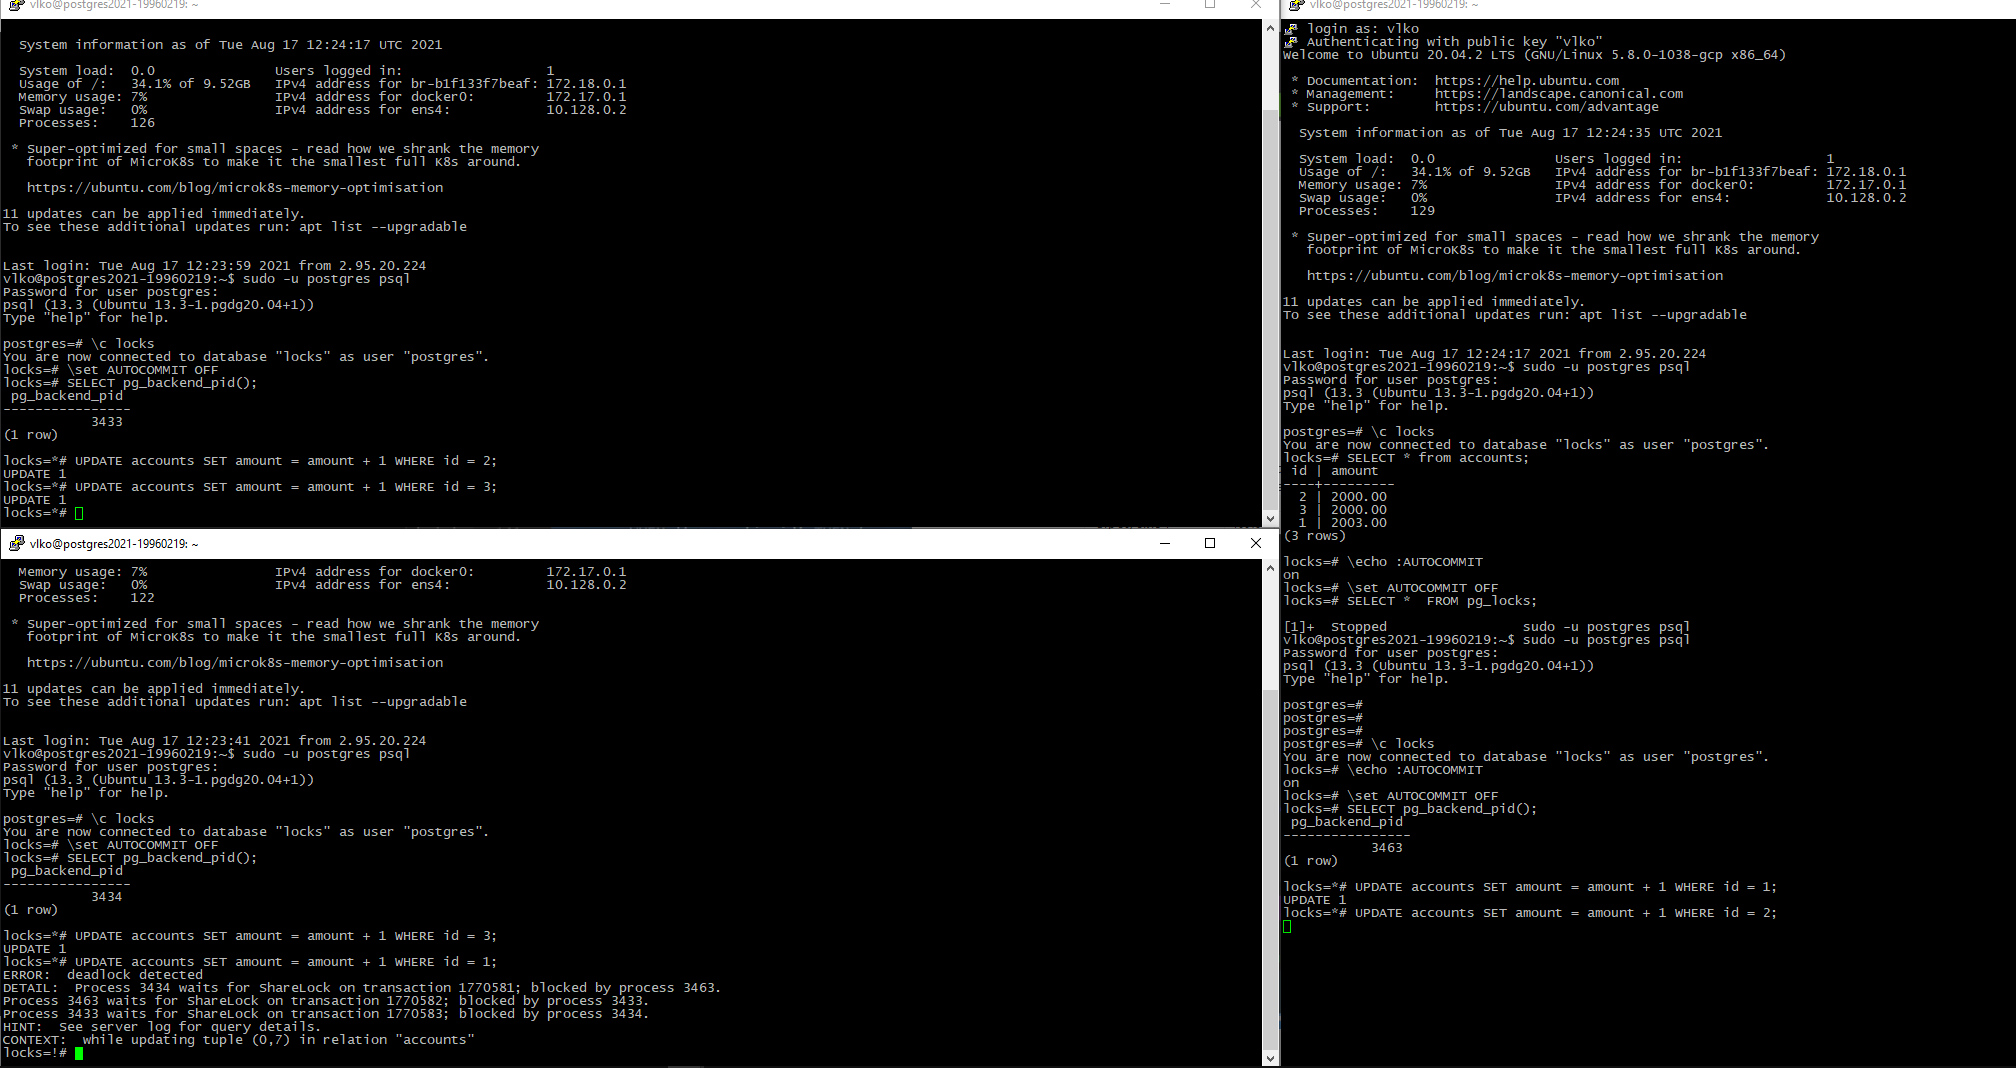 vlko@postgres2021-19960219: ~
  System information as of Tue Aug 17 12:24:17 UTC 2021
  System load:  0.0               Users logged in:                  1
  Usage of /:   34.1% of 9.52GB   IPv4 address for br-b1f133f7beaf: 172.18.0.1
  Memory usage: 7%                IPv4 address for docker0:         172.17.0.1
  Swap usage:   0%                IPv4 address for ens4:            10.128.0.2
  Processes:    126
 * Super-optimized for small spaces - read how we shrank the memory
   footprint of MicroK8s to make it the smallest full K8s around.
   https://ubuntu.com/blog/microk8s-memory-optimisation
11 updates can be applied immediately.
To see these additional updates run: apt list --upgradable
Last login: Tue Aug 17 12:23:59 2021 from 2.95.20.224
vlko@postgres2021-19960219:~$ sudo -u postgres psql
Password for user postgres:
psql (13.3 (Ubuntu 13.3-1.pgdg20.04+1))
Type "help" for help.
postgres=# \c locks
You are now connected to database "locks" as user "postgres".
locks=# \set AUTOCOMMIT OFF
locks=# SELECT pg_backend_pid();
 pg_backend_pid
----------------
           3433
(1 row)
locks=*# UPDATE accounts SET amount = amount + 1 WHERE id = 2;
UPDATE 1
locks=*# UPDATE accounts SET amount = amount + 1 WHERE id = 3;
UPDATE 1
locks=*#
vlko@postgres2021-19960219: ~
  Memory usage: 7%                IPv4 address for docker0:         172.17.0.1
  Swap usage:   0%                IPv4 address for ens4:            10.128.0.2
  Processes:    122
 * Super-optimized for small spaces - read how we shrank the memory
   footprint of MicroK8s to make it the smallest full K8s around.
   https://ubuntu.com/blog/microk8s-memory-optimisation
11 updates can be applied immediately.
To see these additional updates run: apt list --upgradable
Last login: Tue Aug 17 12:23:41 2021 from 2.95.20.224
vlko@postgres2021-19960219:~$ sudo -u postgres psql
Password for user postgres:
psql (13.3 (Ubuntu 13.3-1.pgdg20.04+1))
Type "help" for help.
postgres=# \c locks
You are now connected to database "locks" as user "postgres".
locks=# \set AUTOCOMMIT OFF
locks=# SELECT pg_backend_pid();
 pg_backend_pid
----------------
           3434
(1 row)
locks=*# UPDATE accounts SET amount = amount + 1 WHERE id = 3;
UPDATE 1
locks=*# UPDATE accounts SET amount = amount + 1 WHERE id = 1;
ERROR:  deadlock detected
DETAIL:  Process 3434 waits for ShareLock on transaction 1770581; blocked by process 3463.
Process 3463 waits for ShareLock on transaction 1770582; blocked by process 3433.
Process 3433 waits for ShareLock on transaction 1770583; blocked by process 3434.
HINT:  See server log for query details.
CONTEXT:  while updating tuple (0,7) in relation "accounts"
locks=!#
vlko@postgres2021-19960219: ~
login as: vlko
Authenticating with public key "vlko"
Welcome to Ubuntu 20.04.2 LTS (GNU/Linux 5.8.0-1038-gcp x86_64)
 * Documentation:  https://help.ubuntu.com
 * Management:     https://landscape.canonical.com
 * Support:        https://ubuntu.com/advantage
  System information as of Tue Aug 17 12:24:35 UTC 2021
  System load:  0.0               Users logged in:                  1
  Usage of /:   34.1% of 9.52GB   IPv4 address for br-b1f133f7beaf: 172.18.0.1
  Memory usage: 7%                IPv4 address for docker0:         172.17.0.1
  Swap usage:   0%                IPv4 address for ens4:            10.128.0.2
  Processes:    129
 * Super-optimized for small spaces - read how we shrank the memory
   footprint of MicroK8s to make it the smallest full K8s around.
   https://ubuntu.com/blog/microk8s-memory-optimisation
11 updates can be applied immediately.
To see these additional updates run: apt list --upgradable
Last login: Tue Aug 17 12:24:17 2021 from 2.95.20.224
vlko@postgres2021-19960219:~$ sudo -u postgres psql
Password for user postgres:
psql (13.3 (Ubuntu 13.3-1.pgdg20.04+1))
Type "help" for help.
postgres=# \c locks
You are now connected to database "locks" as user "postgres".
locks=# SELECT * from accounts;
 id | amount
----+---------
  2 | 2000.00
  3 | 2000.00
  1 | 2003.00
(3 rows)
locks=# \echo :AUTOCOMMIT
on
locks=# \set AUTOCOMMIT OFF
locks=# SELECT *  FROM pg_locks;
[1]+  Stopped                 sudo -u postgres psql
vlko@postgres2021-19960219:~$ sudo -u postgres psql
Password for user postgres:
psql (13.3 (Ubuntu 13.3-1.pgdg20.04+1))
Type "help" for help.
postgres=#
postgres=#
postgres=#
postgres=# \c locks
You are now connected to database "locks" as user "postgres".
locks=# \echo :AUTOCOMMIT
on
locks=# \set AUTOCOMMIT OFF
locks=# SELECT pg_backend_pid();
 pg_backend_pid
----------------
           3463
(1 row)
locks=*# UPDATE accounts SET amount = amount + 1 WHERE id = 1;
UPDATE 1
locks=*# UPDATE accounts SET amount = amount + 1 WHERE id = 2;